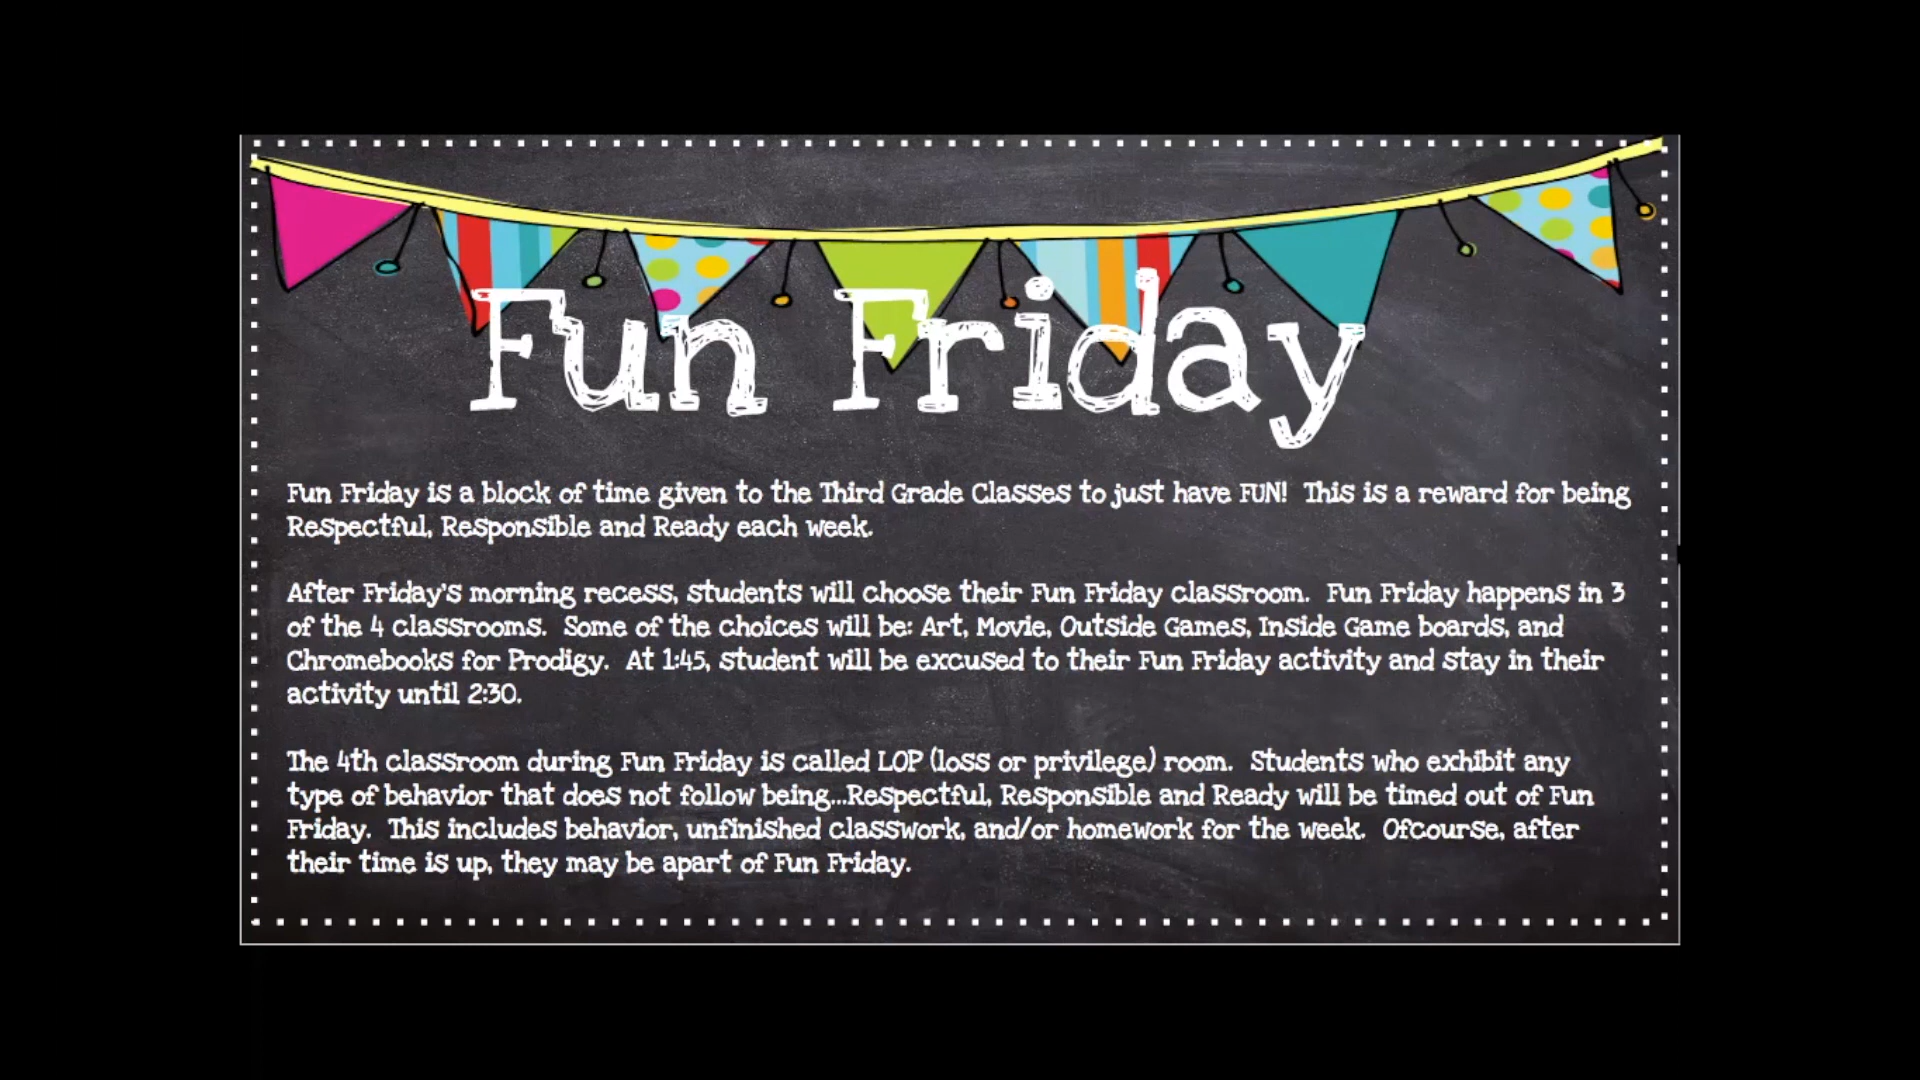 Fun Friday
Fun Friday is a block of time given to the Third Grade Classes to just have FUN!  This is a reward for being
Respectful, Responsible and Ready each week.
After Friday's morning recess, students will choose their Fun Friday classroom.  Fun Friday happens in 3
of the 4 classrooms.  Some of the choices will be: Art, Movie, Outside Games, Inside Game boards, and
Chromebooks for Prodigy.  At 1:45, student will be excused to their Fun Friday activity and stay in their
activity until 2:30.
The 4th classroom during Fun Friday is called LOP (loss or privilege) room.  Students who exhibit any
type of behavior that does not follow being...Respectful, Responsible and Ready will be timed out of Fun
Friday.  This includes behavior, unfinished classwork, and/or homework for the week.  Ofcourse, after
their time is up, they may be apart of Fun Friday.